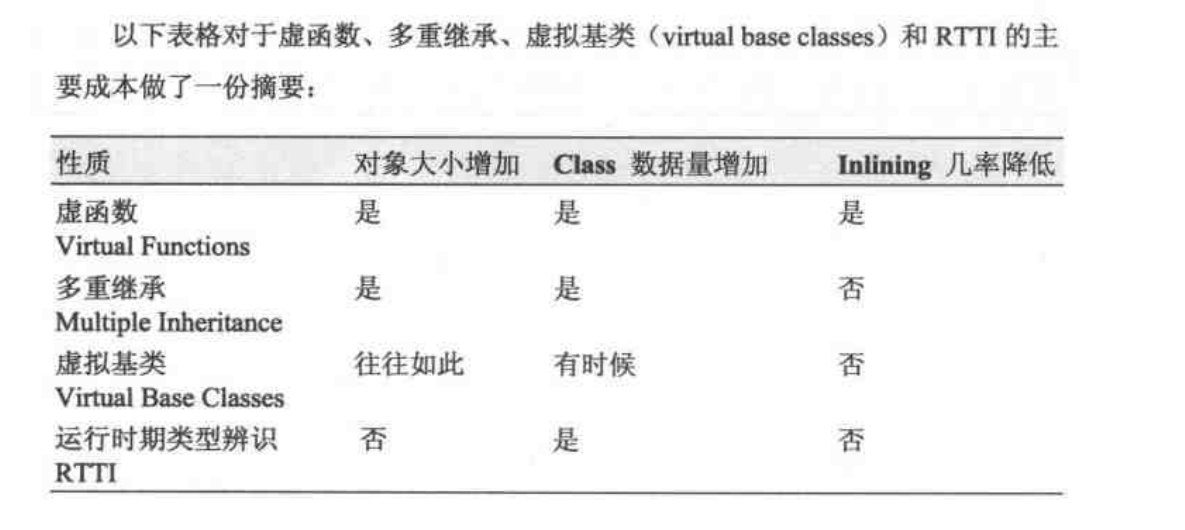 以下表格对于虚函数、多重继承、虚拟基类（virtual base classes）和 RTTI 的主
要成本做了一份摘要：
性质 对象大小增加 Class 数据量增加 Inlining 几率降低
虚函数 是 是 是
Virtual Functions
多重继承 是 是 否
Multiple Inheritance
虚拟基类 往往如此 有时候 否
Virtual Base Classes
运行时期类型辨识 否 是 否
RTTI